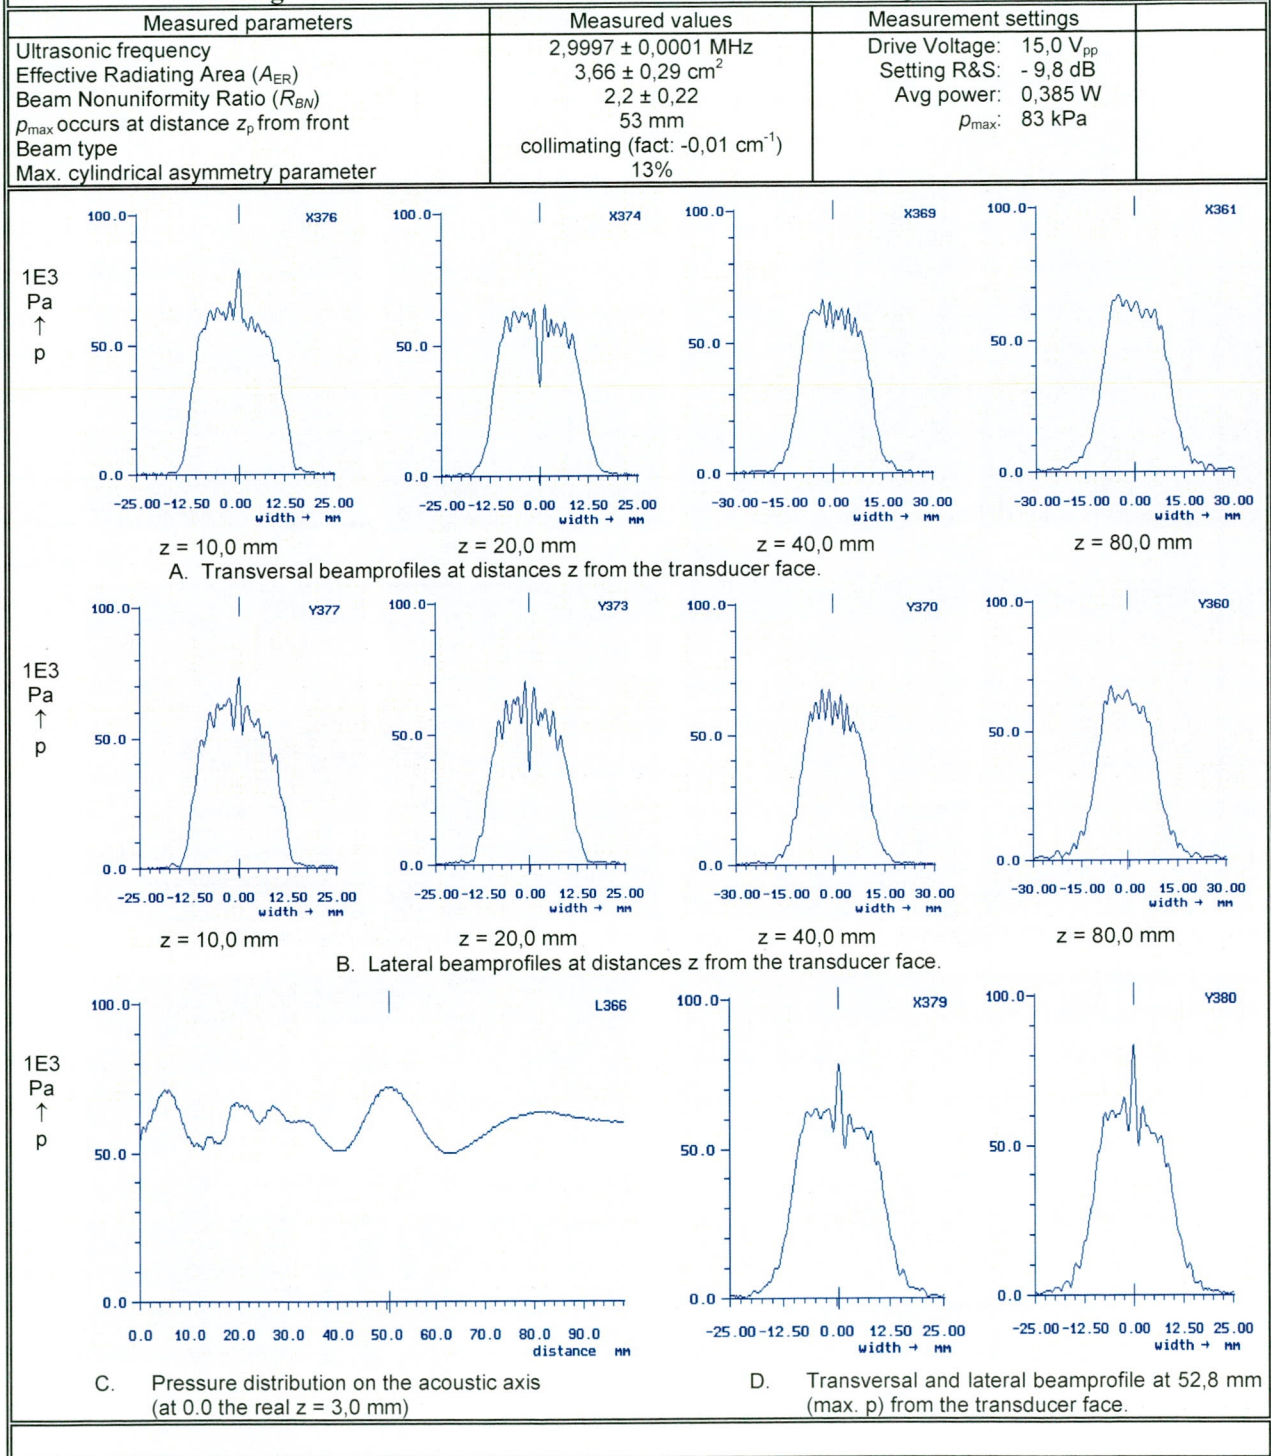 Measured parameters Measured values Measurement settings
Ultrasonic frequency 2,9997 ± 0,0001 MHz Drive Voltage: 15,0 Vpp
Effective Radiating Area (AER) 3,66 ± 0,29 cm² Setting R&S: - 9,8 dB
Beam Nonuniformity Ratio (RBN) 2,2 ± 0,22 Avg power: 0,385 W
pmax occurs at distance zp from front 53 mm pmax: 83 kPa
Beam type collimating (fact: -0,01 cm⁻¹)
Max. cylindrical asymmetry parameter 13%
100.0 X376 100.0 X374 100.0 X369 100.0 X361
1E3
Pa
↑
p
50.0 50.0 50.0 50.0
0.0 0.0 0.0 0.0
-25.00 -12.50 0.00 12.50 25.00 -25.00 -12.50 0.00 12.50 25.00 -30.00 -15.00 0.00 15.00 30.00 -30.00 -15.00 0.00 15.00 30.00
width → mm width → mm width → mm width → mm
z = 10,0 mm z = 20,0 mm z = 40,0 mm z = 80,0 mm
A. Transversal beamprofiles at distances z from the transducer face.
100.0 Y377 100.0 Y373 100.0 Y370 100.0 Y360
1E3
Pa
↑
p
50.0 50.0 50.0 50.0
0.0 0.0 0.0 0.0
-25.00 -12.50 0.00 12.50 25.00 -25.00 -12.50 0.00 12.50 25.00 -30.00 -15.00 0.00 15.00 30.00 -30.00 -15.00 0.00 15.00 30.00
width → mm width → mm width → mm width → mm
z = 10,0 mm z = 20,0 mm z = 40,0 mm z = 80,0 mm
B. Lateral beamprofiles at distances z from the transducer face.
100.0 L366 100.0 X379 100.0 Y380
1E3
Pa
↑
p
50.0 50.0 50.0
0.0 0.0 0.0
0.0 10.0 20.0 30.0 40.0 50.0 60.0 70.0 80.0 90.0 -25.00 -12.50 0.00 12.50 25.00 -25.00 -12.50 0.00 12.50 25.00
distance mm width → mm width → mm
C. Pressure distribution on the acoustic axis D. Transversal and lateral beamprofile at 52,8 mm
(at 0.0 the real z = 3,0 mm) (max. p) from the transducer face.